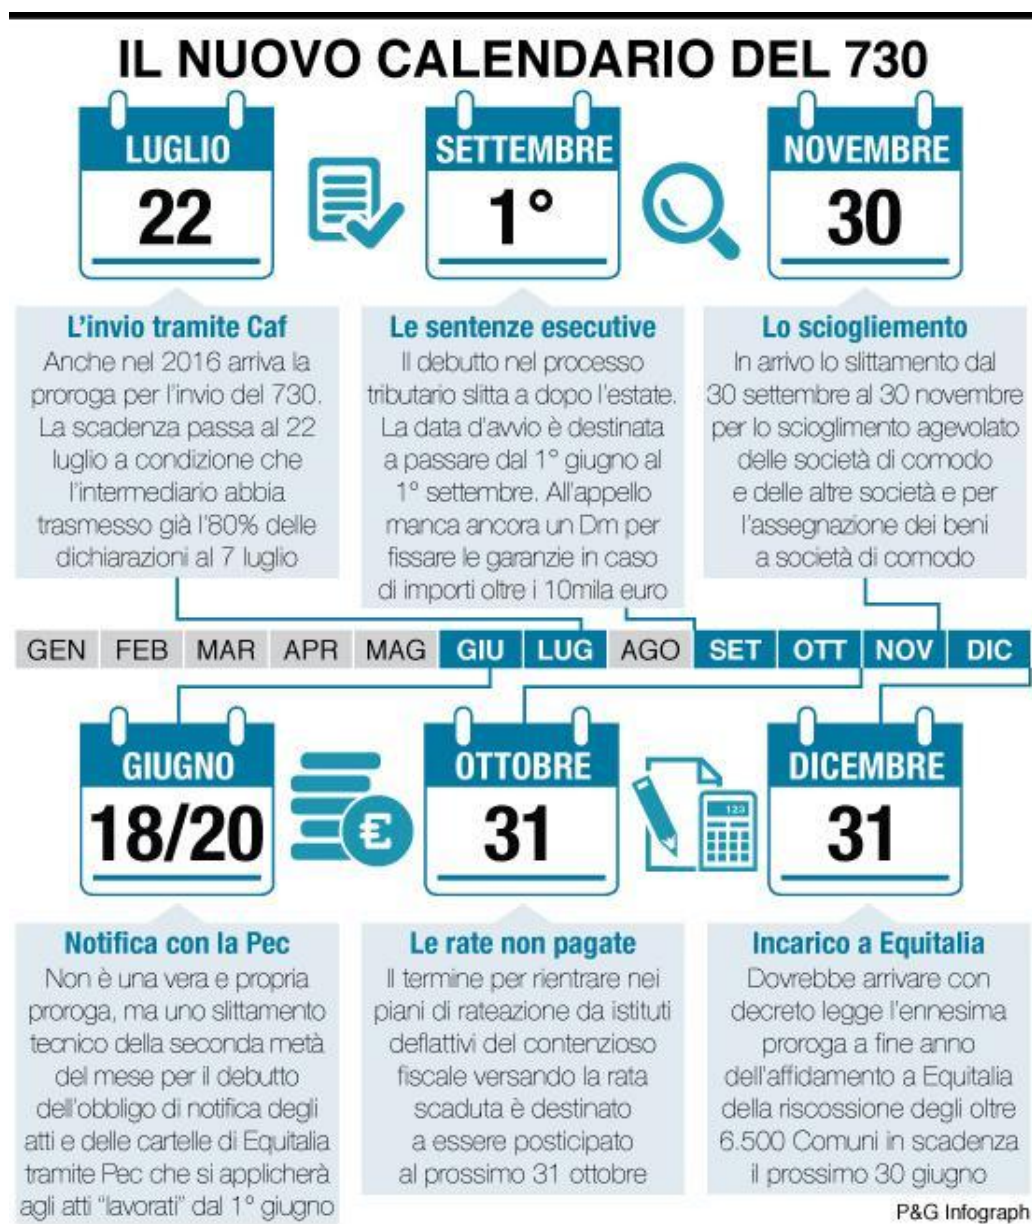 IL NUOVO CALENDARIO DEL 730
LUGLIO
22
SETTEMBRE
1°
NOVEMBRE
30
L'invio tramite Caf
Anche nel 2016 arriva la
proroga per l'invio del 730.
La scadenza passa al 22
luglio a condizione che
l'intermediario abbia
trasmesso già l'80% delle
dichiarazioni al 7 luglio
Le sentenze esecutive
Il debutto nel processo
tributario slitta a dopo l'estate.
La data d'avvio è destinata
a passare dal 1° giugno al
1° settembre. All'appello
manca ancora un Dm per
fissare le garanzie in caso
di importi oltre i 10mila euro
Lo sciogliemento
In arrivo lo slittamento dal
30 settembre al 30 novembre
per lo scioglimento agevolato
delle società di comodo
e delle altre società e per
l'assegnazione dei beni
a società di comodo
GEN FEB MAR APR MAG GIU LUG AGO SET OTT NOV DIC
GIUGNO
18/20
OTTOBRE
31
123
DICEMBRE
31
Notifica con la Pec
Non è una vera e propria
proroga, ma uno slittamento
tecnico della seconda metà
del mese per il debutto
dell'obbligo di notifica degli
atti e delle cartelle di Equitalia
tramite Pec che si applicherà
agli atti "lavorati" dal 1° giugno
Le rate non pagate
Il termine per rientrare nei
piani di rateazione da istituti
deflattivi del contenzioso
fiscale versando la rata
scaduta è destinato
a essere posticipato
al prossimo 31 ottobre
Incarico a Equitalia
Dovrebbe arrivare con
decreto legge l'ennesima
proroga a fine anno
dell'affidamento a Equitalia
della riscossione degli oltre
6.500 Comuni in scadenza
il prossimo 30 giugno
P&G Infograph